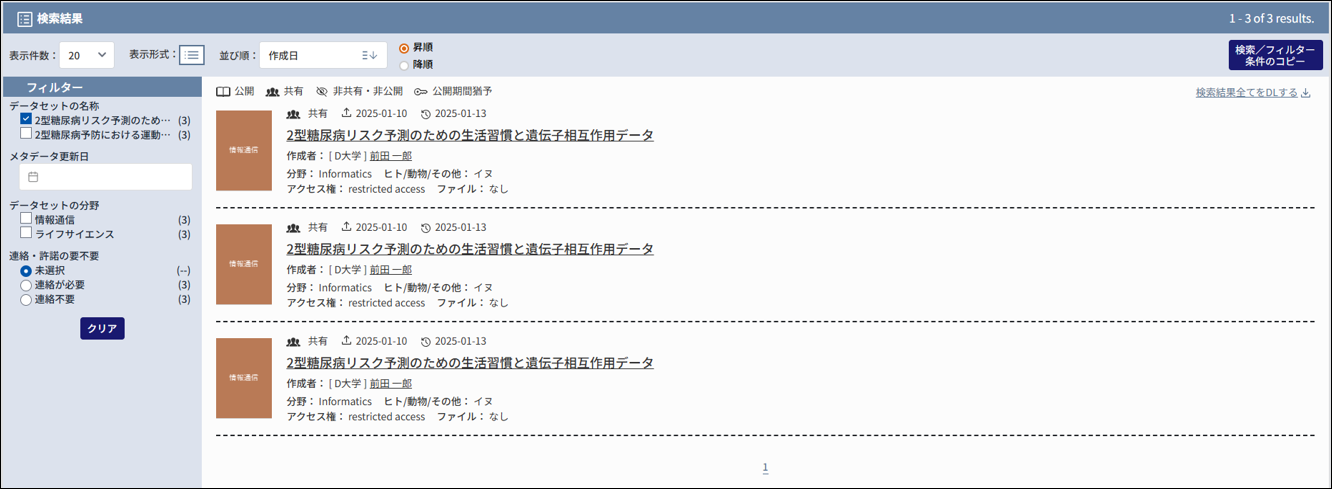 検索結果
1 - 3 of 3 results.
表示件数： 20 表示形式： 並び順： 作成日
昇順
降順
検索／フィルター
条件のコピー
フィルター
データセットの名称
2型糖尿病リスク予測のため… (3)
2型糖尿病予防における運動… (3)
メタデータ更新日
データセットの分野
情報通信 (3)
ライフサイエンス (3)
連絡・許諾の要不要
未選択 (--)
連絡が必要 (3)
連絡不要 (3)
クリア
公開 共有 非共有・非公開 公開期間猶予
検索結果全てをDLする
情報通信
共有 2025-01-10 2025-01-13
2型糖尿病リスク予測のための生活習慣と遺伝子相互作用データ
作成者： [ D大学 ] 前田 一郎
分野： Informatics ヒト/動物/その他： イヌ
アクセス権： restricted access ファイル： なし
情報通信
共有 2025-01-10 2025-01-13
2型糖尿病リスク予測のための生活習慣と遺伝子相互作用データ
作成者： [ D大学 ] 前田 一郎
分野： Informatics ヒト/動物/その他： イヌ
アクセス権： restricted access ファイル： なし
情報通信
共有 2025-01-10 2025-01-13
2型糖尿病リスク予測のための生活習慣と遺伝子相互作用データ
作成者： [ D大学 ] 前田 一郎
分野： Informatics ヒト/動物/その他： イヌ
アクセス権： restricted access ファイル： なし
1